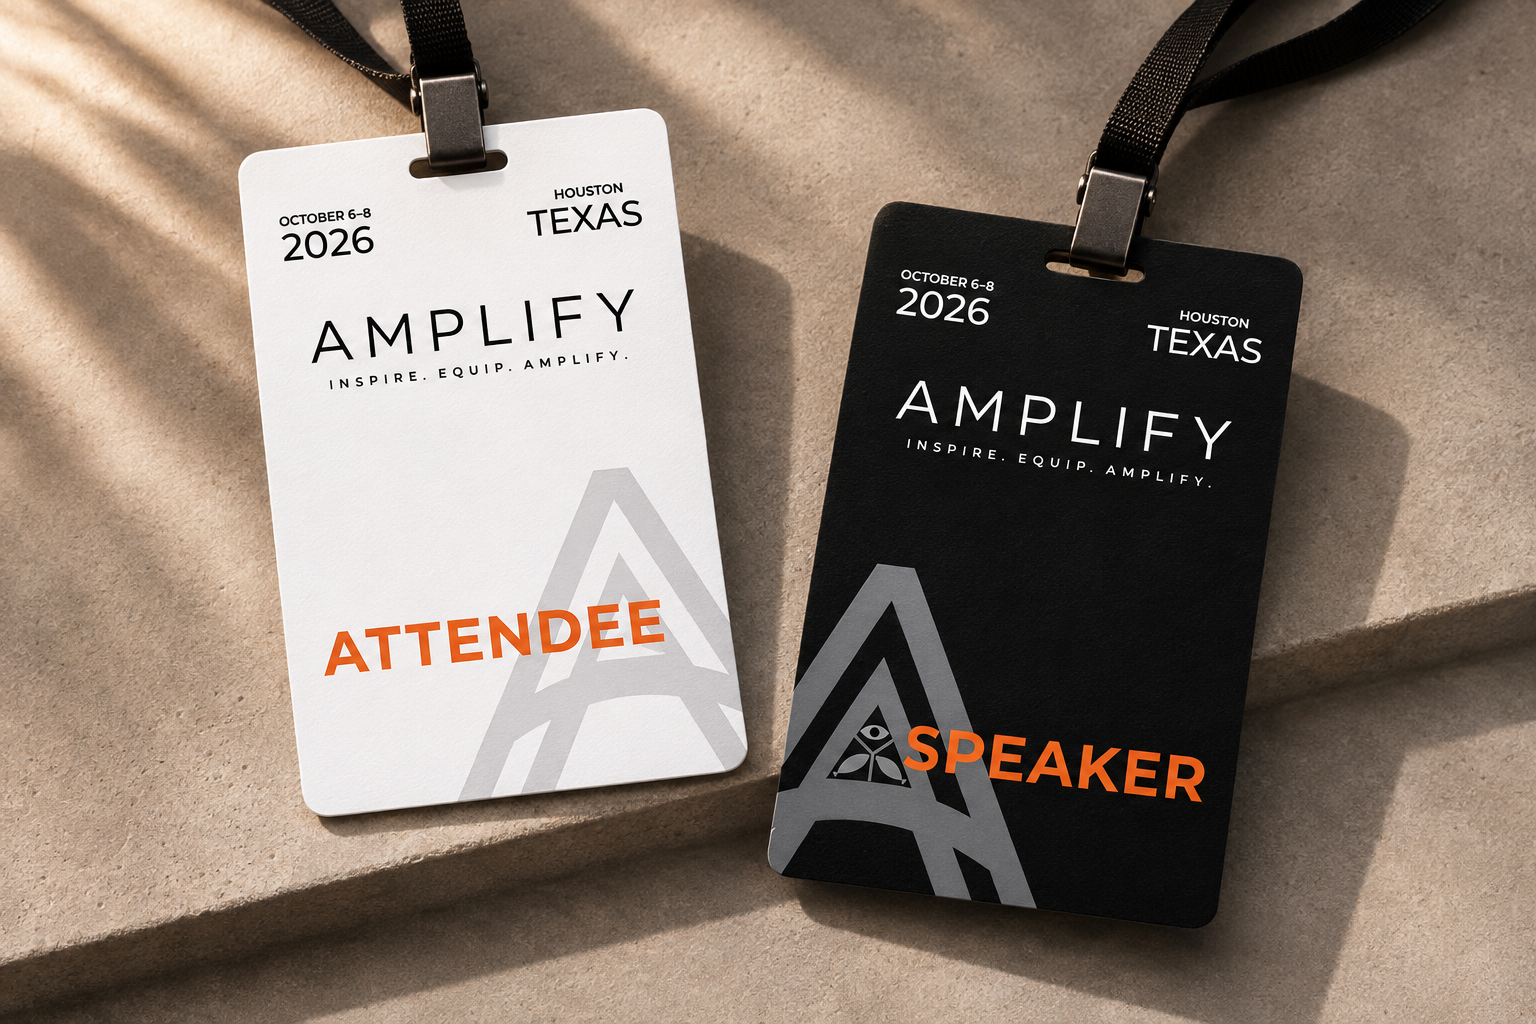 OCTOBER 6–8
2026
HOUSTON
TEXAS
AMPLIFY
INSPIRE. EQUIP. AMPLIFY.
ATTENDEE
OCTOBER 6–8
2026
HOUSTON
TEXAS
AMPLIFY
INSPIRE. EQUIP. AMPLIFY.
SPEAKER